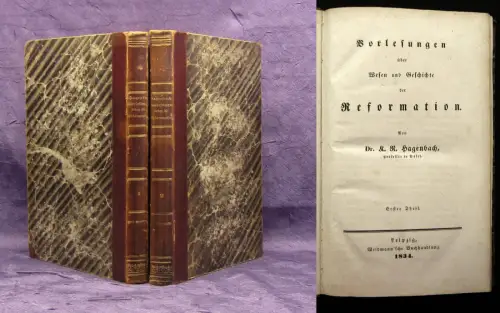 Vorlesungen
über
Wesen und Geschichte
der
Reformation.
Von
Dr. K. R. Hagenbach,
Professor in Basel.
Erster Theil
Leipzig,
Weidmann'sche Buchhandlung
1834.